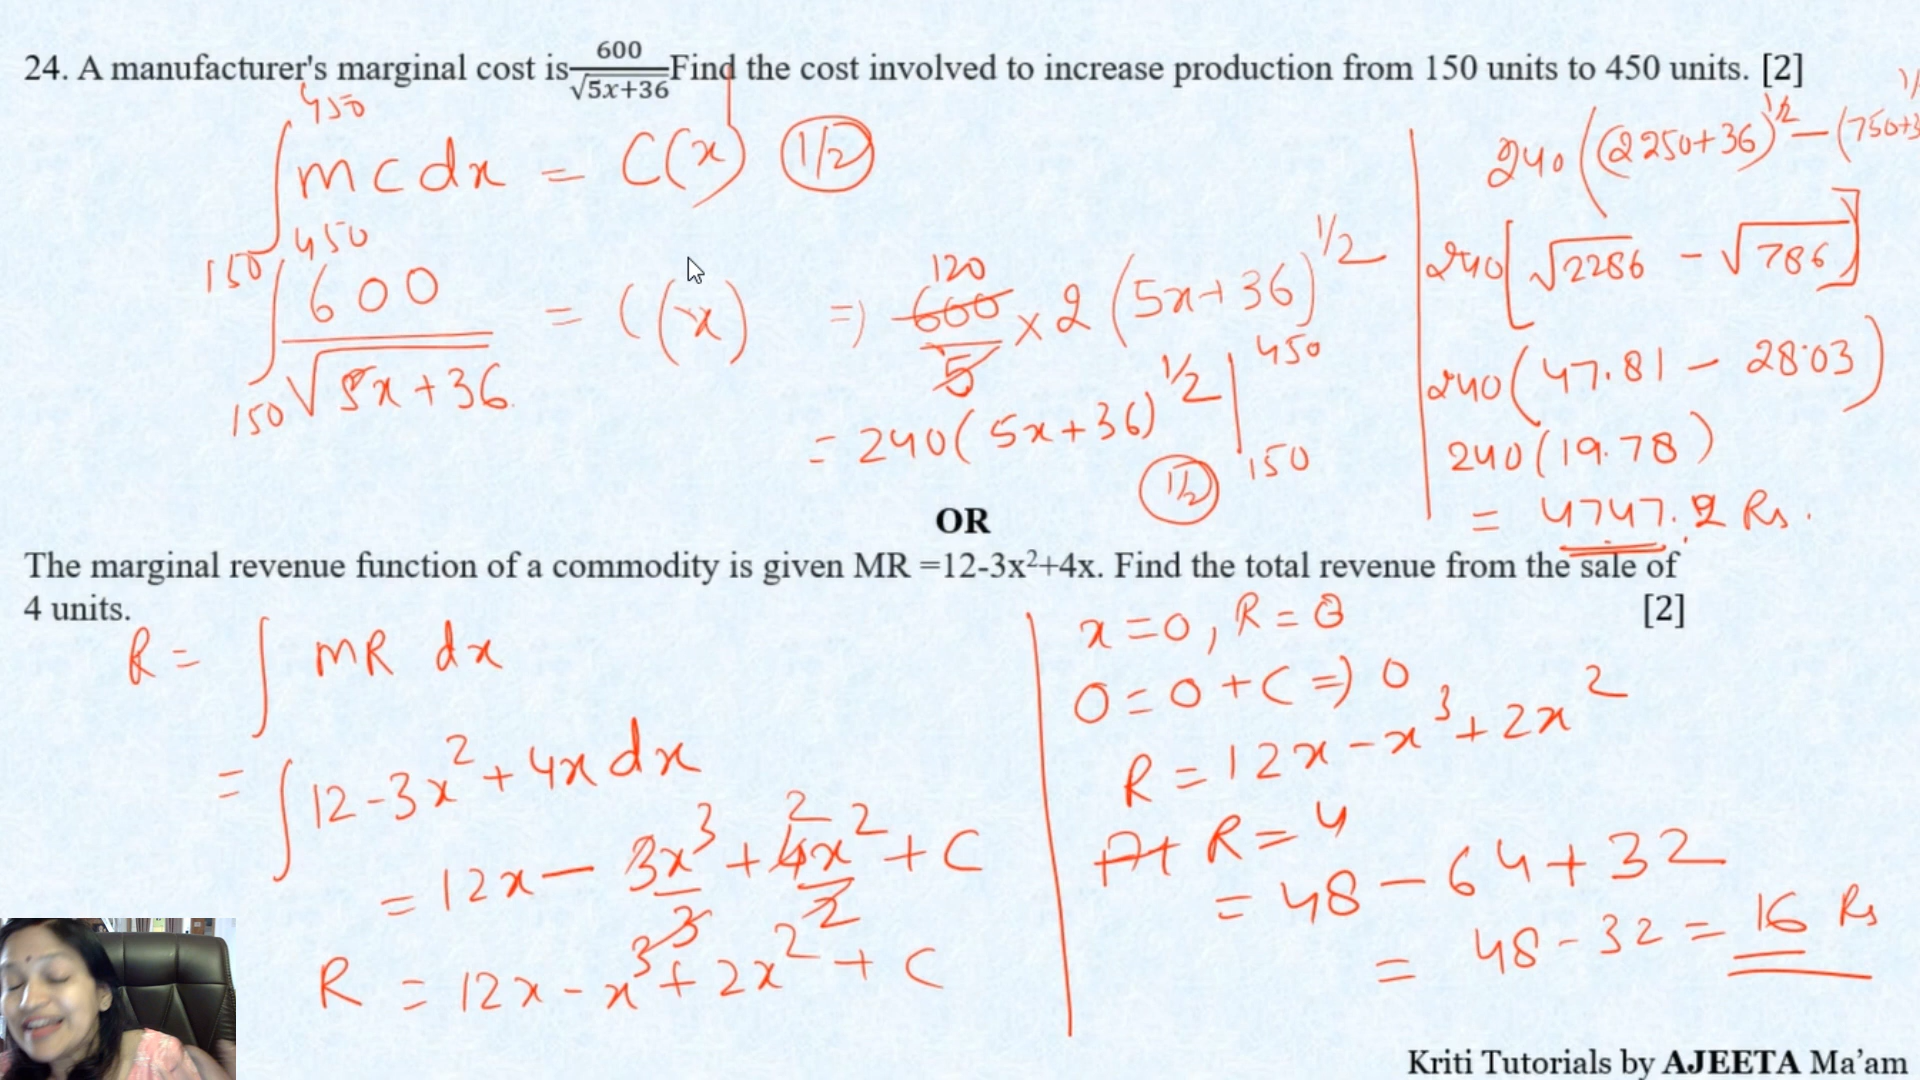 24. A manufacturer's marginal cost is 600/√5x+36 Find the cost involved to increase production from 150 units to 450 units. [2]
∫₁₅₀⁴⁵⁰ mc dx = C(x) (1/2)
∫₁₅₀⁴⁵⁰ 600/√5x+36 = C(x) => 120 600/5 × 2 (5x+36)^1/2
= 240(5x+36)^1/2 |₁₅₀⁴⁵⁰
(1/2)
240((2250+36)^1/2 - (750+3
240[√2286 - √786]
240(47.81 - 28.03)
240(19.78)
= 4747.2 Rs.
OR
The marginal revenue function of a commodity is given MR =12-3x²+4x. Find the total revenue from the sale of
4 units. [2]
R = ∫ MR dx
= ∫ 12-3x²+4x dx
= 12x - 3x³/3 + 4x²/2 + C
R = 12x - x³ + 2x² + C
x=0, R=0
0=0+C => 0
R = 12x - x³ + 2x²
At R = 4
= 48 - 64 + 32
= 48 - 32 = 16 Rs
Kriti Tutorials by AJEETA Ma'am